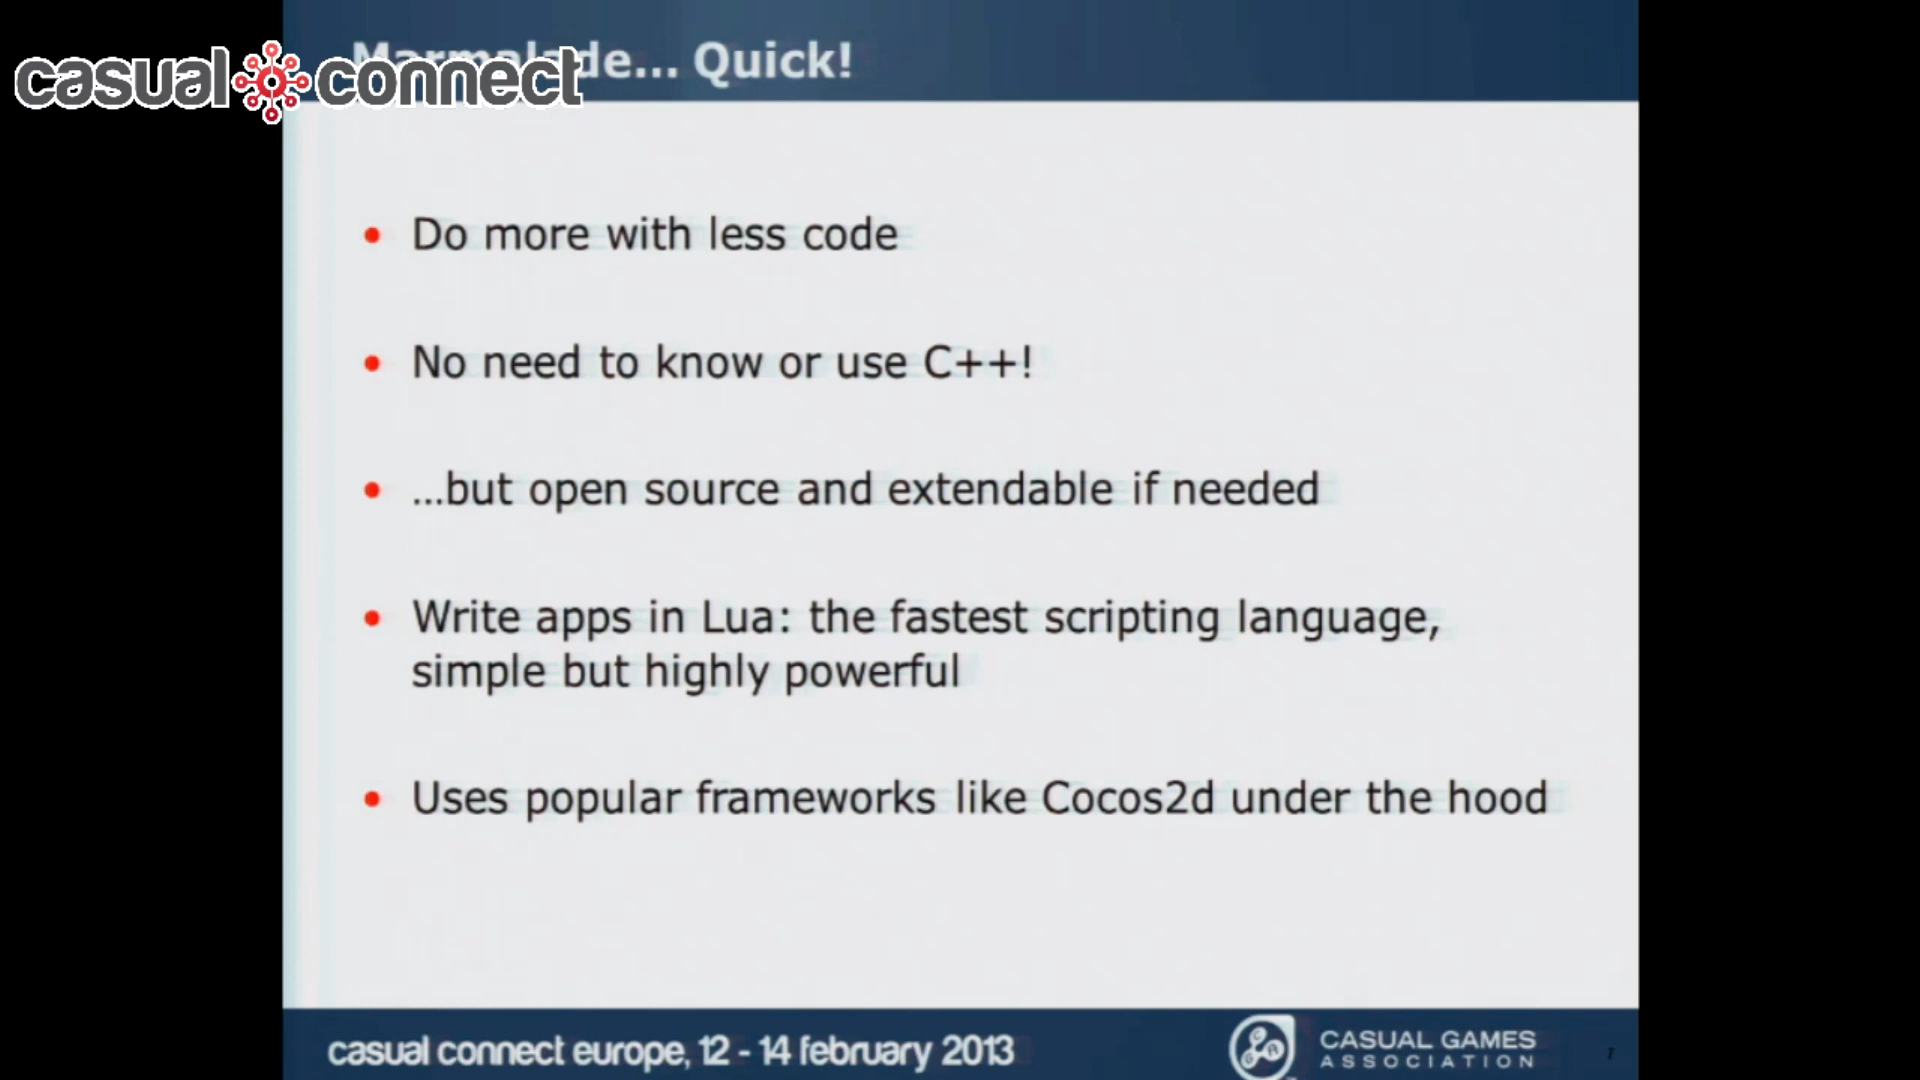 Marmalade... Quick!
casual connect
• Do more with less code
• No need to know or use C++!
• ...but open source and extendable if needed
• Write apps in Lua: the fastest scripting language,
simple but highly powerful
• Uses popular frameworks like Cocos2d under the hood
casual connect europe, 12 - 14 february 2013
CASUAL GAMES
ASSOCIATION
7